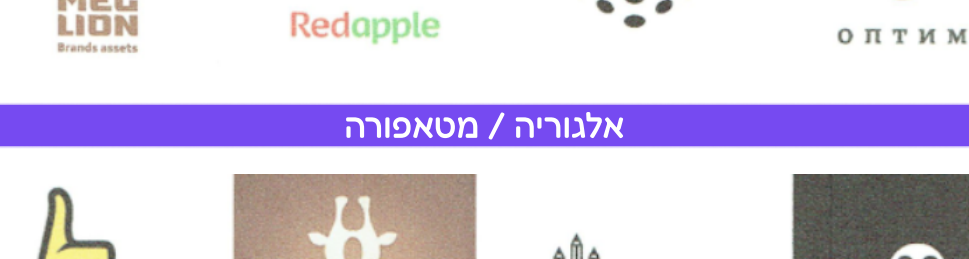 MEG
LION
Brands assets
Redapple
ОПТИМ
אלגוריה / מטאפורה